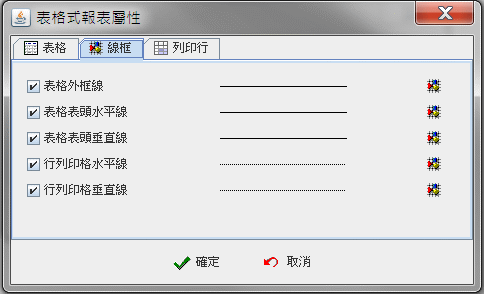 表格式報表屬性
表格 線框 列印行
表格外框線
表格表頭水平線
表格表頭垂直線
行列印格水平線
行列印格垂直線
確定 取消